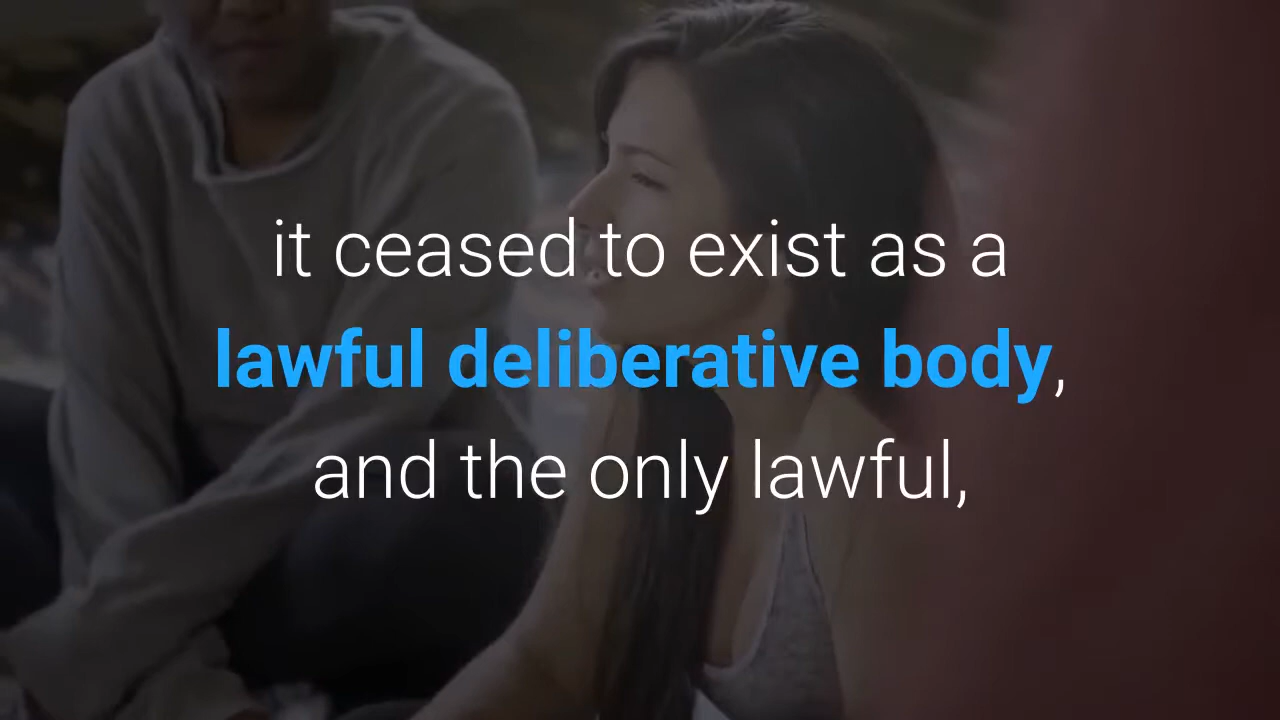 it ceased to exist as a
lawful deliberative body,
and the only lawful,